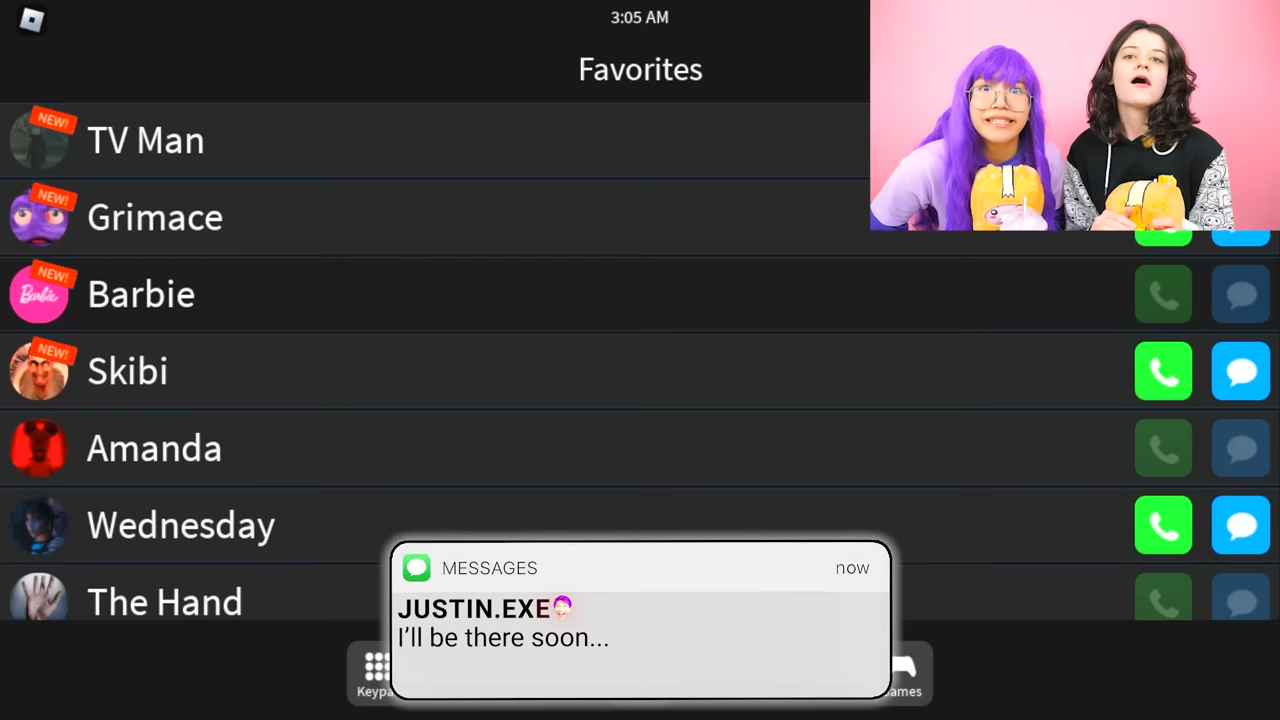 3:05 AM
Favorites
NEW!
TV Man
NEW!
Grimace
NEW!
Barbie
Barbie
NEW!
Skibi
Amanda
Wednesday
The Hand
MESSAGES
now
JUSTIN.EXE
I'll be there soon...
Keypa
ames